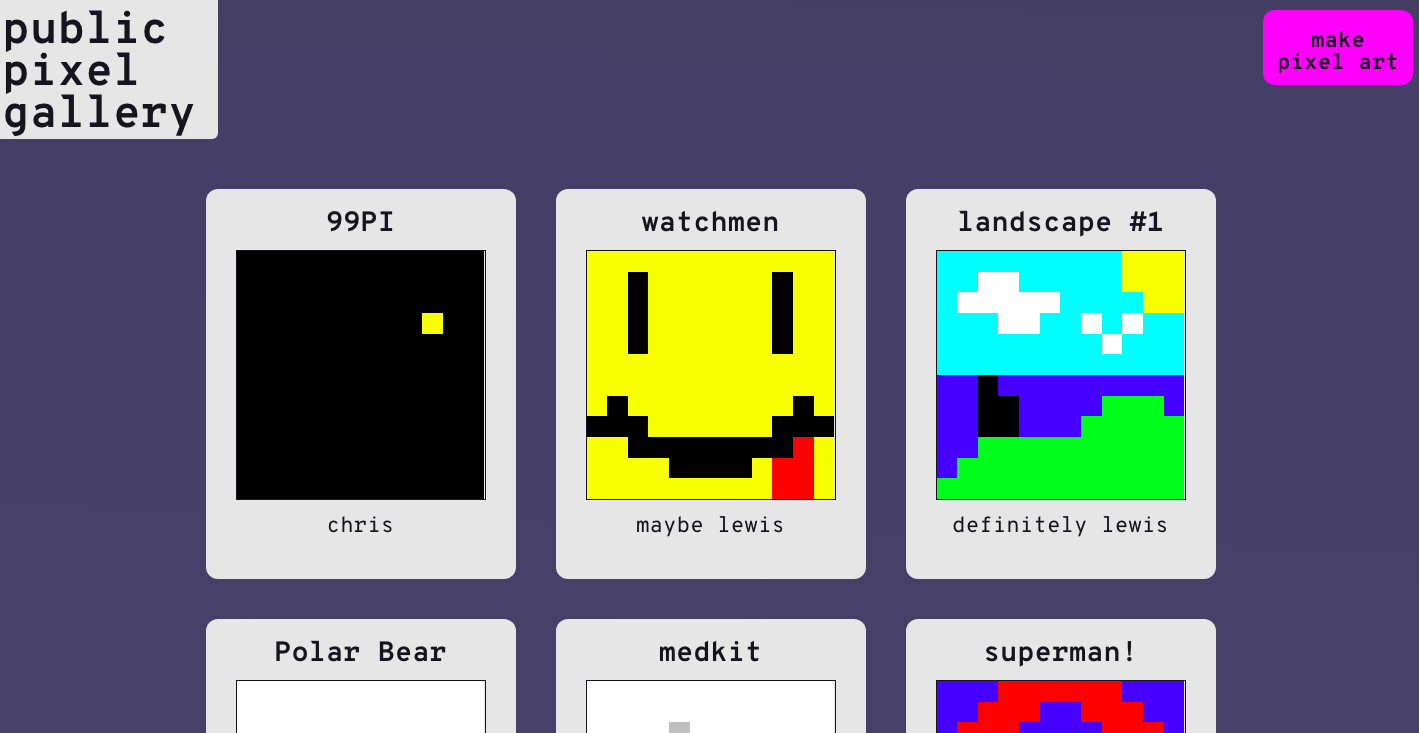 public
pixel
gallery
make
pixel art
99PI
watchmen
landscape #1
chris
maybe lewis
definitely lewis
Polar Bear
medkit
superman!